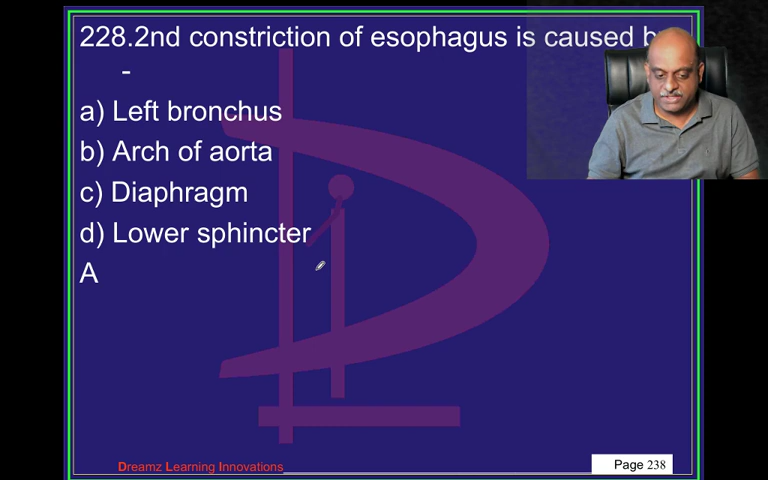 228.2nd constriction of esophagus is caused
-
a) Left bronchus
b) Arch of aorta
c) Diaphragm
d) Lower sphincter
A
Dreamz Learning Innovations
Page 238